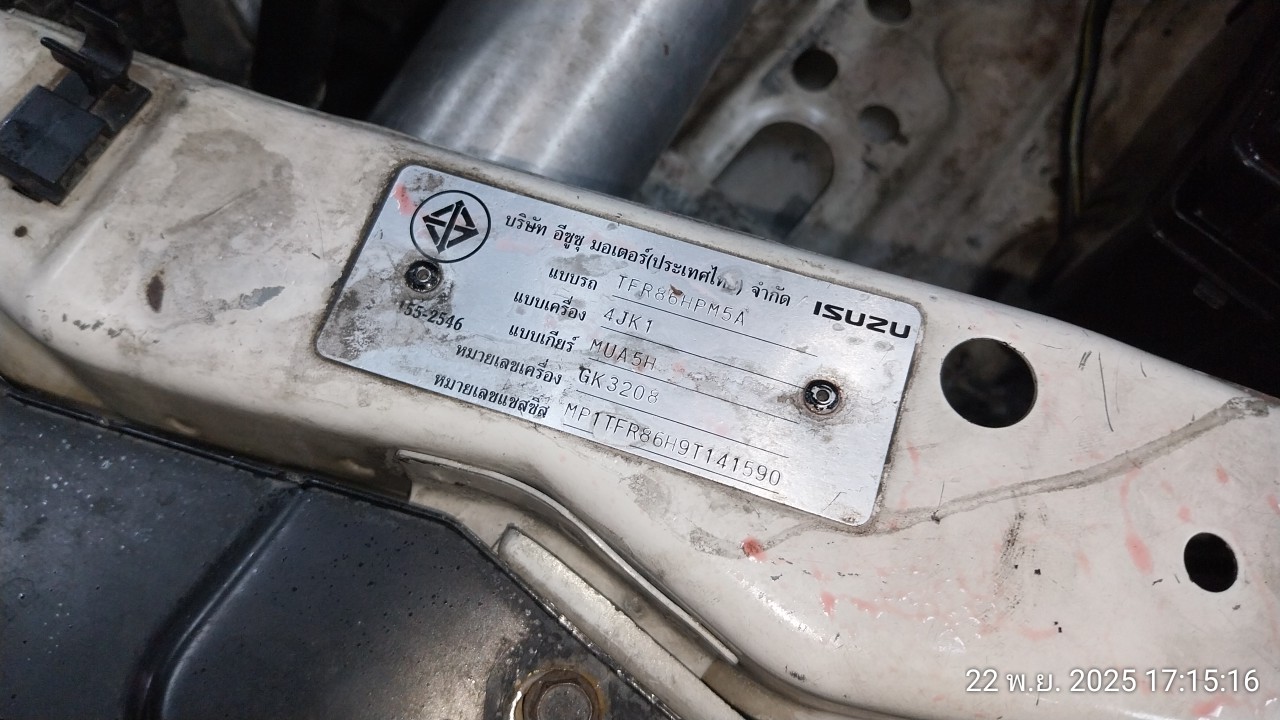 บริษัท อีซูซุ มอเตอร์(ประเทศไ ) จำกัด
ISUZU
แบบรถ TFR86HPM5A
แบบเครื่อง 4JK1
แบบเกียร์ MUA5H
หมายเลขเครื่อง GK3208
หมายเลขแชสซีส MP1TFR86H9T141590
155-2546
22 พ.ย. 2025 17:15:16